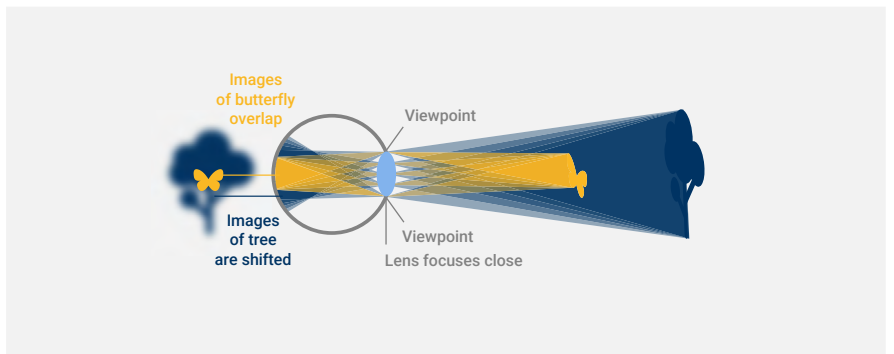 Images
of butterfly
overlap
Viewpoint
Images
of tree
are shifted
Viewpoint
Lens focuses close